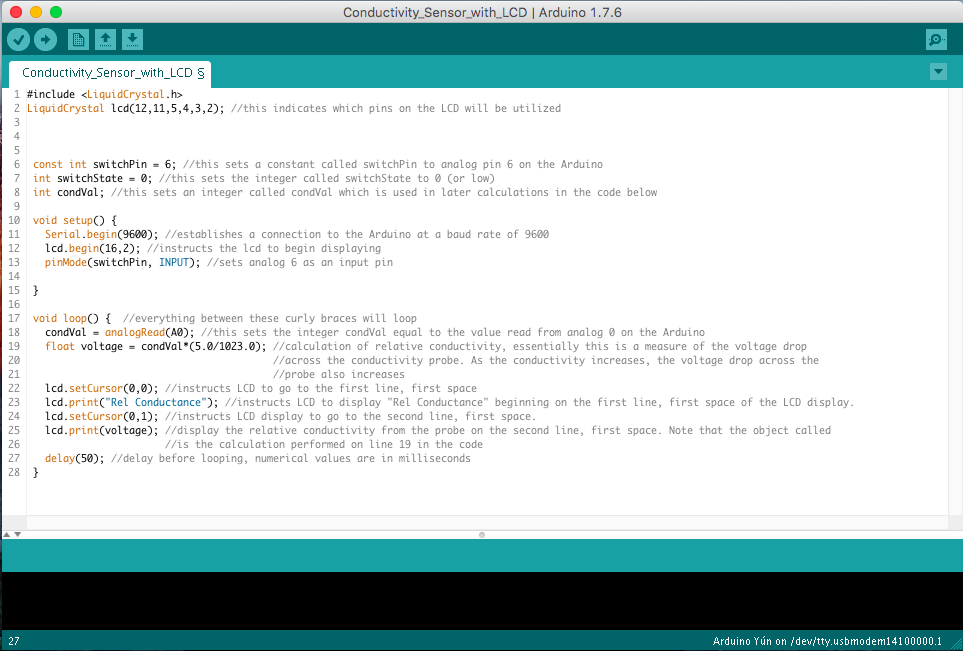 Conductivity_Sensor_with_LCD | Arduino 1.7.6
Conductivity_Sensor_with_LCD §
1 #include <LiquidCrystal.h>
2 LiquidCrystal lcd(12,11,5,4,3,2); //this indicates which pins on the LCD will be utilized
3
4
5
6 const int switchPin = 6; //this sets a constant called switchPin to analog pin 6 on the Arduino
7 int switchState = 0; //this sets the integer called switchState to 0 (or low)
8 int condVal; //this sets an integer called condVal which is used in later calculations in the code below
9
10 void setup() {
11 Serial.begin(9600); //establishes a connection to the Arduino at a baud rate of 9600
12 lcd.begin(16,2); //instructs the lcd to begin displaying
13 pinMode(switchPin, INPUT); //sets analog 6 as an input pin
14
15 }
16
17 void loop() { //everything between these curly braces will loop
18 condVal = analogRead(A0); //this sets the integer condVal equal to the value read from analog 0 on the Arduino
19 float voltage = condVal*(5.0/1023.0); //calculation of relative conductivity, essentially this is a measure of the voltage drop
20 //across the conductivity probe. As the conductivity increases, the voltage drop across the
21 //probe also increases
22 lcd.setCursor(0,0); //instructs LCD to go to the first line, first space
23 lcd.print("Rel Conductance"); //instructs LCD to display "Rel Conductance" beginning on the first line, first space of the LCD display.
24 lcd.setCursor(0,1); //instructs LCD display to go to the second line, first space.
25 lcd.print(voltage); //display the relative conductivity from the probe on the second line, first space. Note that the object called
26 //is the calculation performed on line 19 in the code
27 delay(50); //delay before looping, numerical values are in milliseconds
28 }
27
Arduino Yún on /dev/tty.usbmodem14100000.1